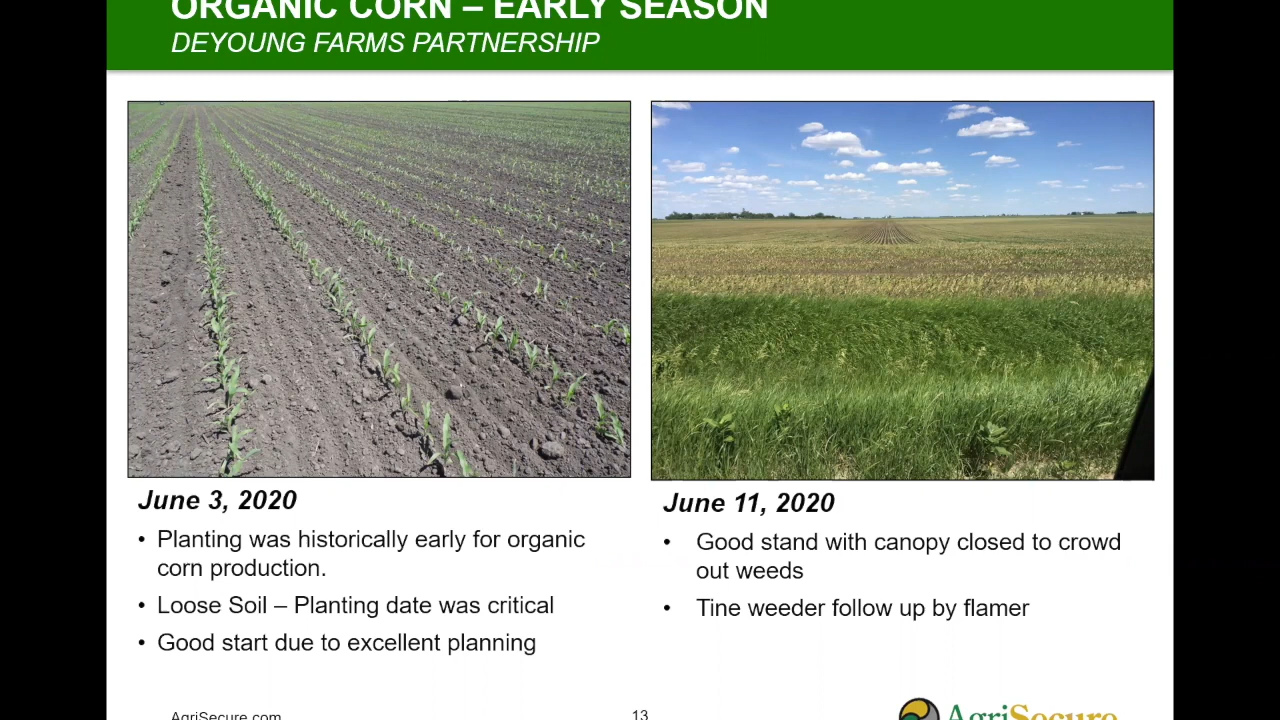 ORGANIC CORN – EARLY SEASON
DEYOUNG FARMS PARTNERSHIP
June 3, 2020
• Planting was historically early for organic
corn production.
• Loose Soil – Planting date was critical
• Good start due to excellent planning
June 11, 2020
• Good stand with canopy closed to crowd
out weeds
• Tine weeder follow up by flamer
AgriSecure.com
13
AgriSecure